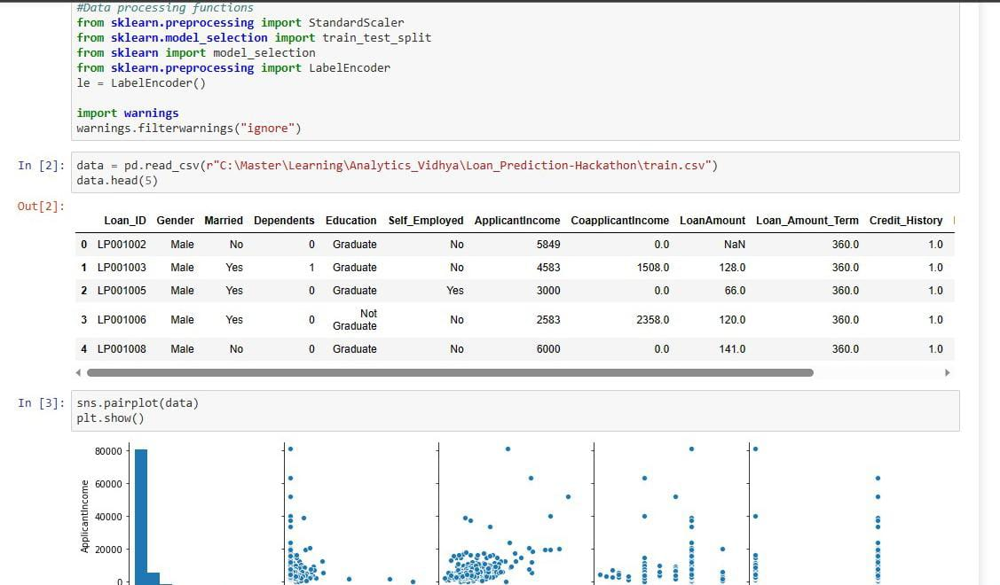 #Data processing functions
from sklearn.preprocessing import StandardScaler
from sklearn.model_selection import train_test_split
from sklearn import model_selection
from sklearn.preprocessing import LabelEncoder
le = LabelEncoder()
import warnings
warnings.filterwarnings("ignore")
In [2]: data = pd.read_csv(r"C:\Master\Learning\Analytics_Vidhya\Loan_Prediction-Hackathon\train.csv")
data.head(5)
Out[2]:
Loan_ID Gender Married Dependents Education Self_Employed ApplicantIncome CoapplicantIncome LoanAmount Loan_Amount_Term Credit_History
0 LP001002 Male No 0 Graduate No 5849 0.0 NaN 360.0 1.0
1 LP001003 Male Yes 1 Graduate No 4583 1508.0 128.0 360.0 1.0
2 LP001005 Male Yes 0 Graduate Yes 3000 0.0 66.0 360.0 1.0
3 LP001006 Male Yes 0 Not Graduate No 2583 2358.0 120.0 360.0 1.0
4 LP001008 Male No 0 Graduate No 6000 0.0 141.0 360.0 1.0
In [3]: sns.pairplot(data)
plt.show()
80000
60000
40000
20000
0
ApplicantIncome